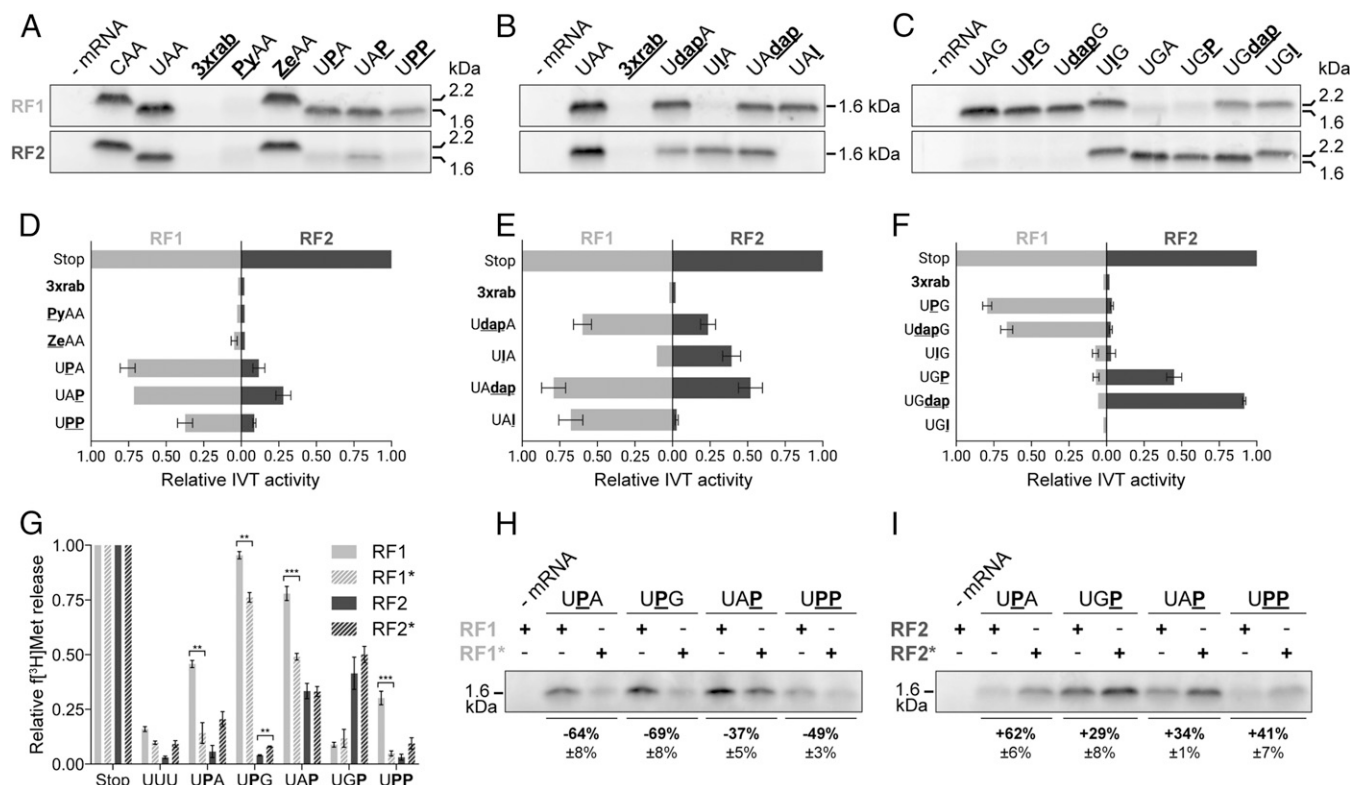 A
- mRNA CAA UAA 3xrab PyAA ZeAA UPA UAP UPP
kDa
RF1
2.2
1.6
RF2
2.2
1.6
B
- mRNA UAA 3xrab UdapA UIA UAdap UAI
1.6 kDa
1.6 kDa
C
- mRNA UAG UPG UdapG UIG UGA UGP UGdap UGI
kDa
2.2
1.6
2.2
1.6
D
RF1 RF2
Stop
3xrab
PyAA
ZeAA
UPA
UAP
UPP
1.00 0.75 0.50 0.25 0.00 0.25 0.50 0.75 1.00
Relative IVT activity
E
RF1 RF2
Stop
3xrab
UdapA
UIA
UAdap
UAI
1.00 0.75 0.50 0.25 0.00 0.25 0.50 0.75 1.00
Relative IVT activity
F
RF1 RF2
Stop
3xrab
UPG
UdapG
UIG
UGP
UGdap
UGI
1.00 0.75 0.50 0.25 0.00 0.25 0.50 0.75 1.00
Relative IVT activity
G
Relative f[³H]Met release
1.00
0.75
0.50
0.25
0.00
** ** ** *** ***
RF1
RF1*
RF2
RF2*
Stop UUU UPA UPG UAP UGP UPP
H
- mRNA
UPA UPG UAP UPP
RF1 + + - + - + - + -
RF1* - - + - + - + - +
1.6
kDa
-64% -69% -37% -49%
±8% ±8% ±5% ±3%
I
- mRNA
UPA UGP UAP UPP
RF2 + + - + - + - + -
RF2* - - + - + - + - +
1.6
kDa
+62% +29% +34% +41%
±6% ±8% ±1% ±7%